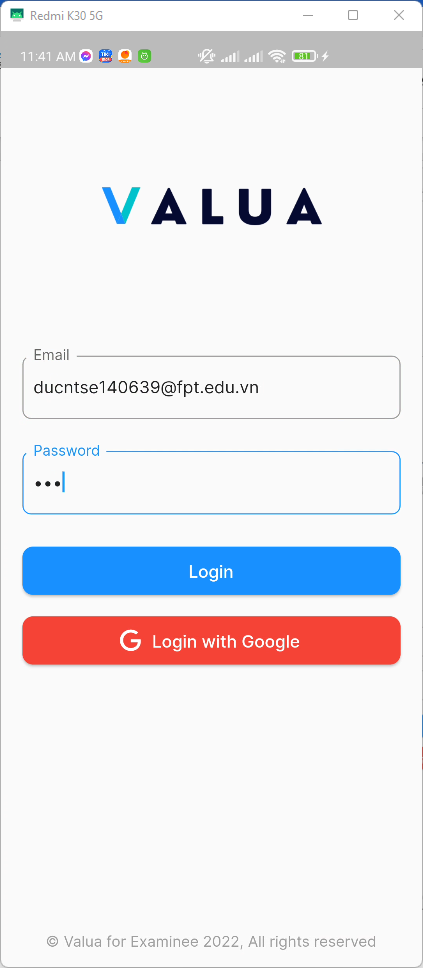 Redmi K30 5G
11:41 AM
81
VALUA
Email
ducntse140639@fpt.edu.vn
Password
Login
G Login with Google
© Valua for Examinee 2022, All rights reserved